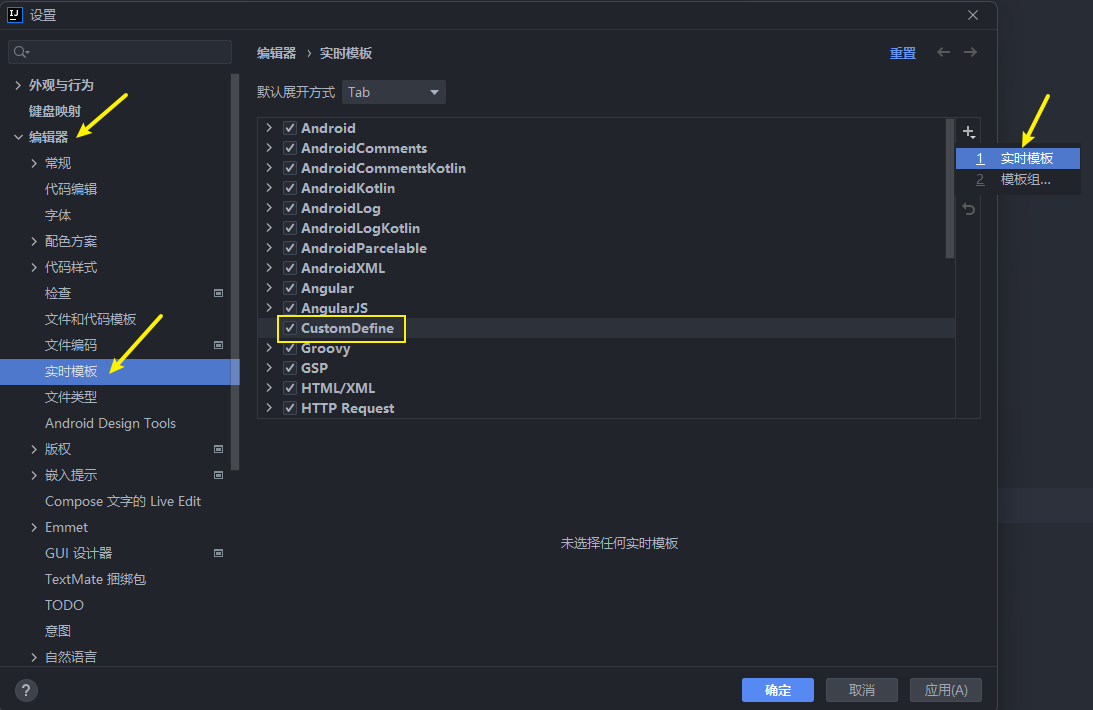 设置
编辑器 › 实时模板
重置
外观与行为
键盘映射
编辑器
常规
代码编辑
字体
配色方案
代码样式
检查
文件和代码模板
文件编码
实时模板
文件类型
Android Design Tools
版权
嵌入提示
Compose 文字的 Live Edit
Emmet
GUI 设计器
TextMate 捆绑包
TODO
意图
自然语言
默认展开方式 Tab
Android
AndroidComments
AndroidCommentsKotlin
AndroidKotlin
AndroidLog
AndroidLogKotlin
AndroidParcelable
AndroidXML
Angular
AngularJS
CustomDefine
Groovy
GSP
HTML/XML
HTTP Request
1 实时模板
2 模板组...
未选择任何实时模板
?
确定
取消
应用(A)